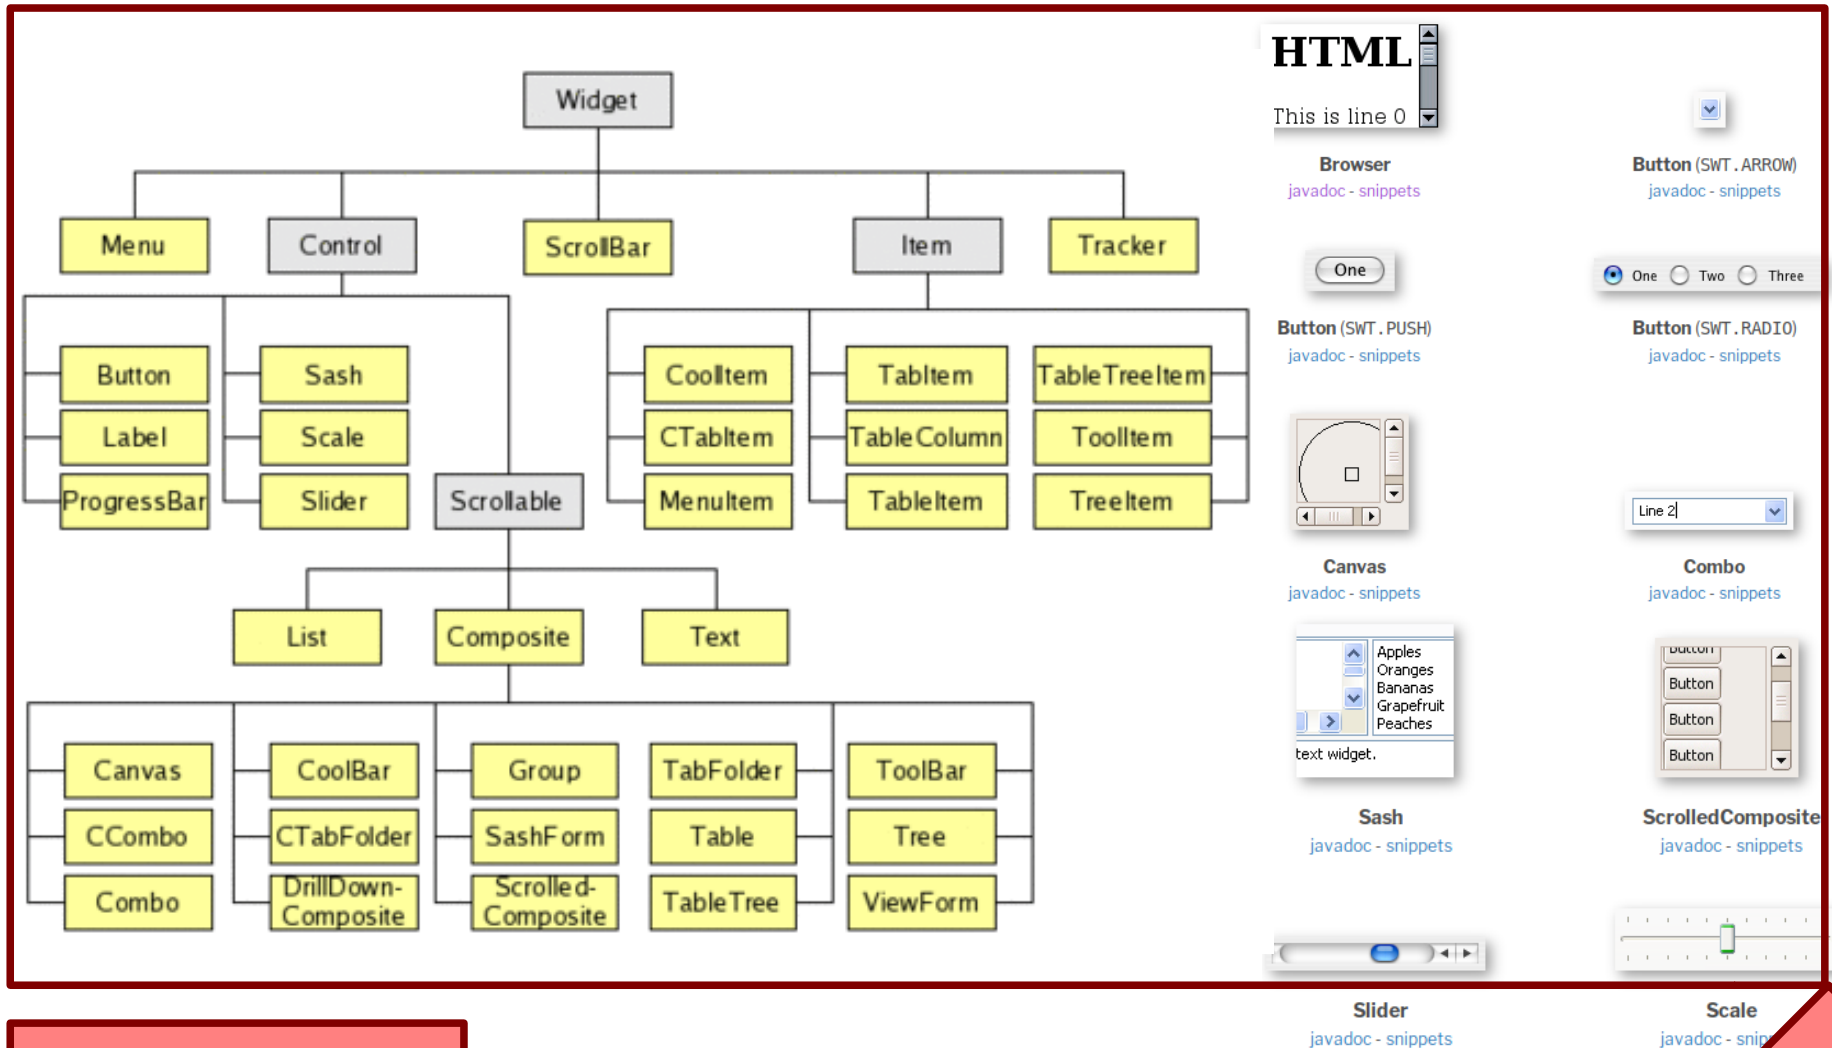 Widget
Menu
Control
ScrollBar
Item
Tracker
Button
Sash
CoolItem
TabItem
TableTreeItem
Label
Scale
CTabItem
TableColumn
ToolItem
ProgressBar
Slider
Scrollable
MenuItem
TableItem
TreeItem
List
Composite
Text
Canvas
CoolBar
Group
TabFolder
ToolBar
CCombo
CTabFolder
SashForm
Table
Tree
Combo
DrillDown-
Composite
Scrolled-
Composite
TableTree
ViewForm
HTML
This is line 0
Browser
javadoc - snippets
Button (SWT.ARROW)
javadoc - snippets
One
Button (SWT.PUSH)
javadoc - snippets
One Two Three
Button (SWT.RADIO)
javadoc - snippets
Canvas
javadoc - snippets
Line 2
Combo
javadoc - snippets
Apples
Oranges
Bananas
Grapefruit
Peaches
text widget.
Sash
javadoc - snippets
Button
Button
Button
Button
ScrolledComposite
javadoc - snippets
Slider
javadoc - snippets
Scale
javadoc - snip